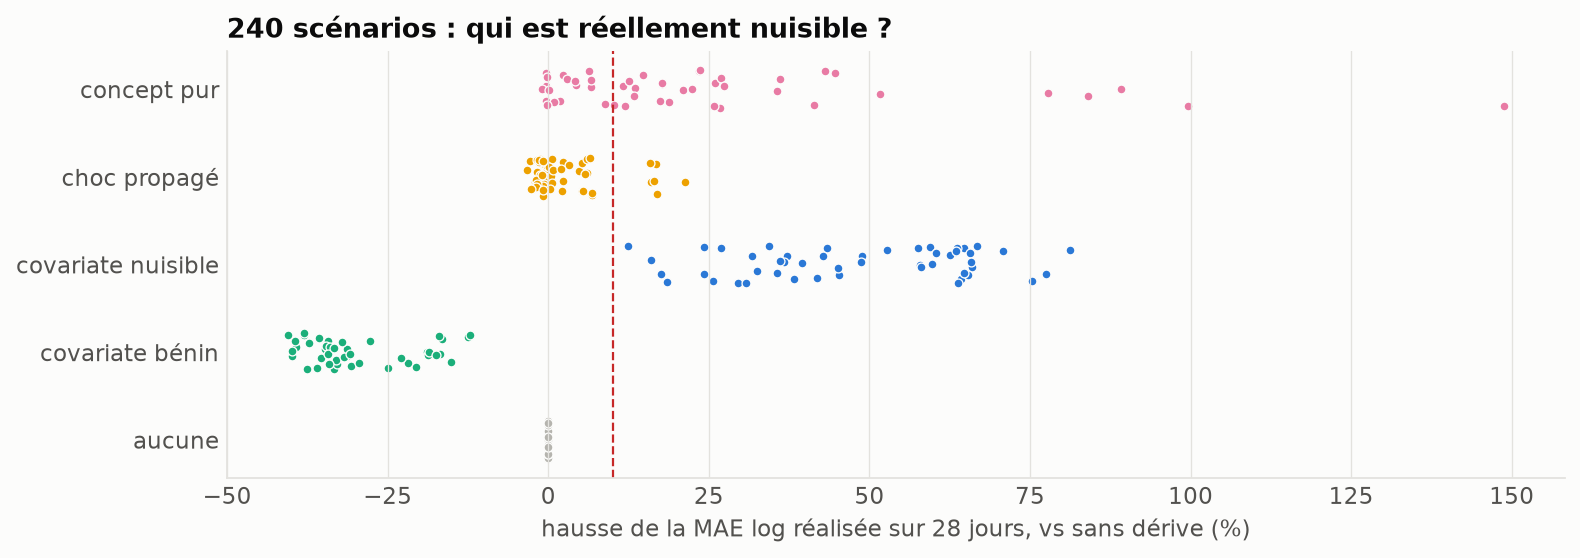 240 scénarios : qui est réellement nuisible ?
concept pur
choc propagé
covariate nuisible
covariate bénin
aucune
−50 −25 0 25 50 75 100 125 150
hausse de la MAE log réalisée sur 28 jours, vs sans dérive (%)